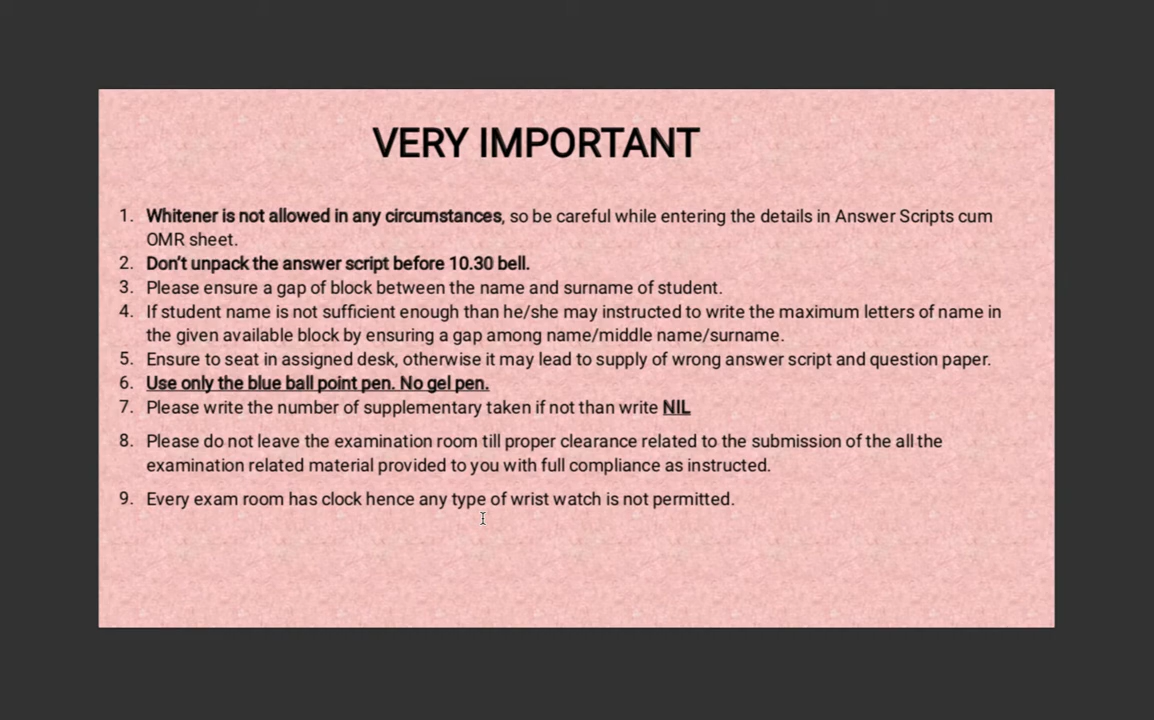 VERY IMPORTANT
1. Whitener is not allowed in any circumstances, so be careful while entering the details in Answer Scripts cum
OMR sheet.
2. Don't unpack the answer script before 10.30 bell.
3. Please ensure a gap of block between the name and surname of student.
4. If student name is not sufficient enough than he/she may instructed to write the maximum letters of name in
the given available block by ensuring a gap among name/middle name/surname.
5. Ensure to seat in assigned desk, otherwise it may lead to supply of wrong answer script and question paper.
6. Use only the blue ball point pen. No gel pen.
7. Please write the number of supplementary taken if not than write NIL
8. Please do not leave the examination room till proper clearance related to the submission of the all the
examination related material provided to you with full compliance as instructed.
9. Every exam room has clock hence any type of wrist watch is not permitted.